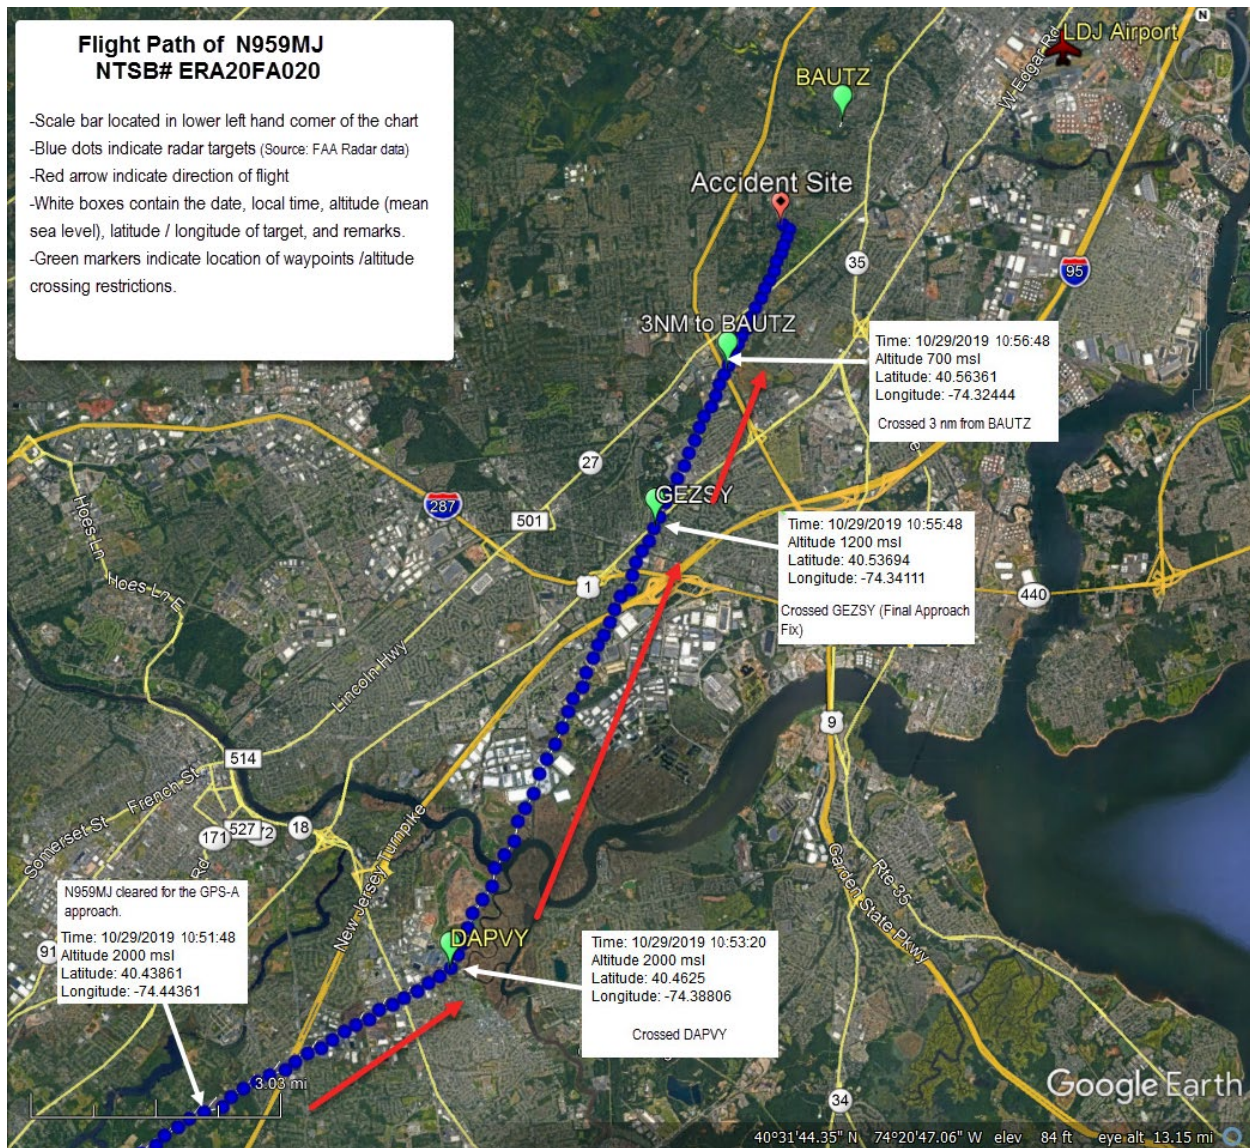 Flight Path of N959MJ
NTSB# ERA20FA020
-Scale bar located in lower left hand corner of the chart
-Blue dots indicate radar targets (Source: FAA Radar data)
-Red arrow indicate direction of flight
-White boxes contain the date, local time, altitude (mean
sea level), latitude / longitude of target, and remarks.
-Green markers indicate location of waypoints /altitude
crossing restrictions.
N
LDJ Airport
W Edgar Rd
BAUTZ
Accident Site
35
95
3NM to BAUTZ
Time: 10/29/2019 10:56:48
Altitude 700 msl
Latitude: 40.56361
Longitude: -74.32444
Crossed 3 nm from BAUTZ
27
287
501
GEZSY
Hoes Ln
Hoes Ln E
1
Time: 10/29/2019 10:55:48
Altitude 1200 msl
Latitude: 40.53694
Longitude: -74.34111
Crossed GEZSY (Final Approach
Fix)
440
Lincoln Hwy
9
514
French St
Somerset St
527
18
171
Rd
New Jersey Turnpike
Garden State Pkwy
Rte 35
N959MJ cleared for the GPS-A
approach.
Time: 10/29/2019 10:51:48
Altitude 2000 msl
Latitude: 40.43861
Longitude: -74.44361
91
DAPVY
Time: 10/29/2019 10:53:20
Altitude 2000 msl
Latitude: 40.4625
Longitude: -74.38806
Crossed DAPVY
3.03 mi
34
Google Earth
40°31'44.35" N 74°20'47.06" W elev 84 ft eye alt 13.15 mi